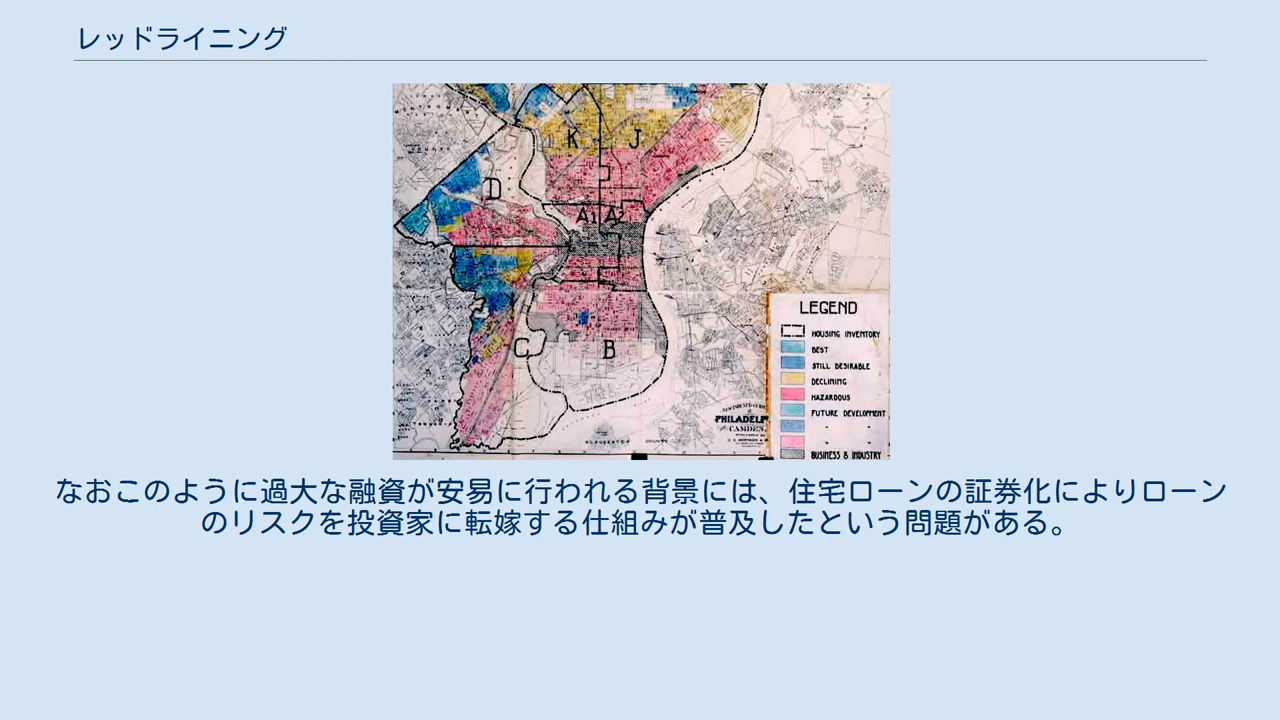 レッドライニング
K J
D
A1 A2
C B
LEGEND
HOUSING INVENTORY
BEST
STILL DESIRABLE
DECLINING
HAZARDOUS
FUTURE DEVELOPMENT
" "
" "
BUSINESS & INDUSTRY
PHILADELP
CAMDEN
GLOUCESTER COUNTY
なおこのように過大な融資が安易に行われる背景には、住宅ローンの証券化によりローン
のリスクを投資家に転嫁する仕組みが普及したという問題がある。